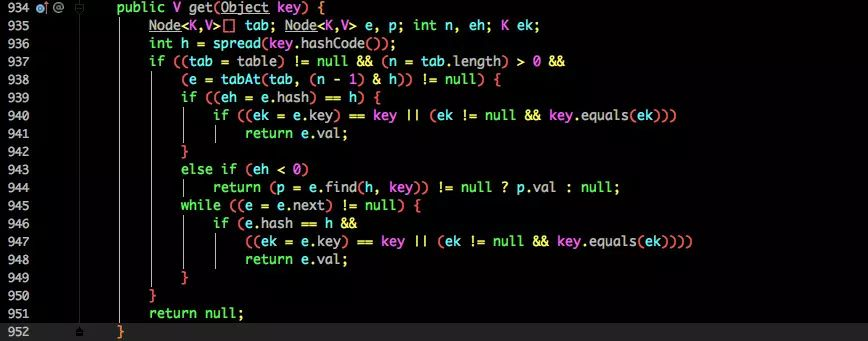 934 @ public V get(Object key) {
935 Node<K,V>[] tab; Node<K,V> e, p; int n, eh; K ek;
936 int h = spread(key.hashCode());
937 if ((tab = table) != null && (n = tab.length) > 0 &&
938 (e = tabAt(tab, (n - 1) & h)) != null) {
939 if ((eh = e.hash) == h) {
940 if ((ek = e.key) == key || (ek != null && key.equals(ek)))
941 return e.val;
942 }
943 else if (eh < 0)
944 return (p = e.find(h, key)) != null ? p.val : null;
945 while ((e = e.next) != null) {
946 if (e.hash == h &&
947 ((ek = e.key) == key || (ek != null && key.equals(ek))))
948 return e.val;
949 }
950 }
951 return null;
952 }